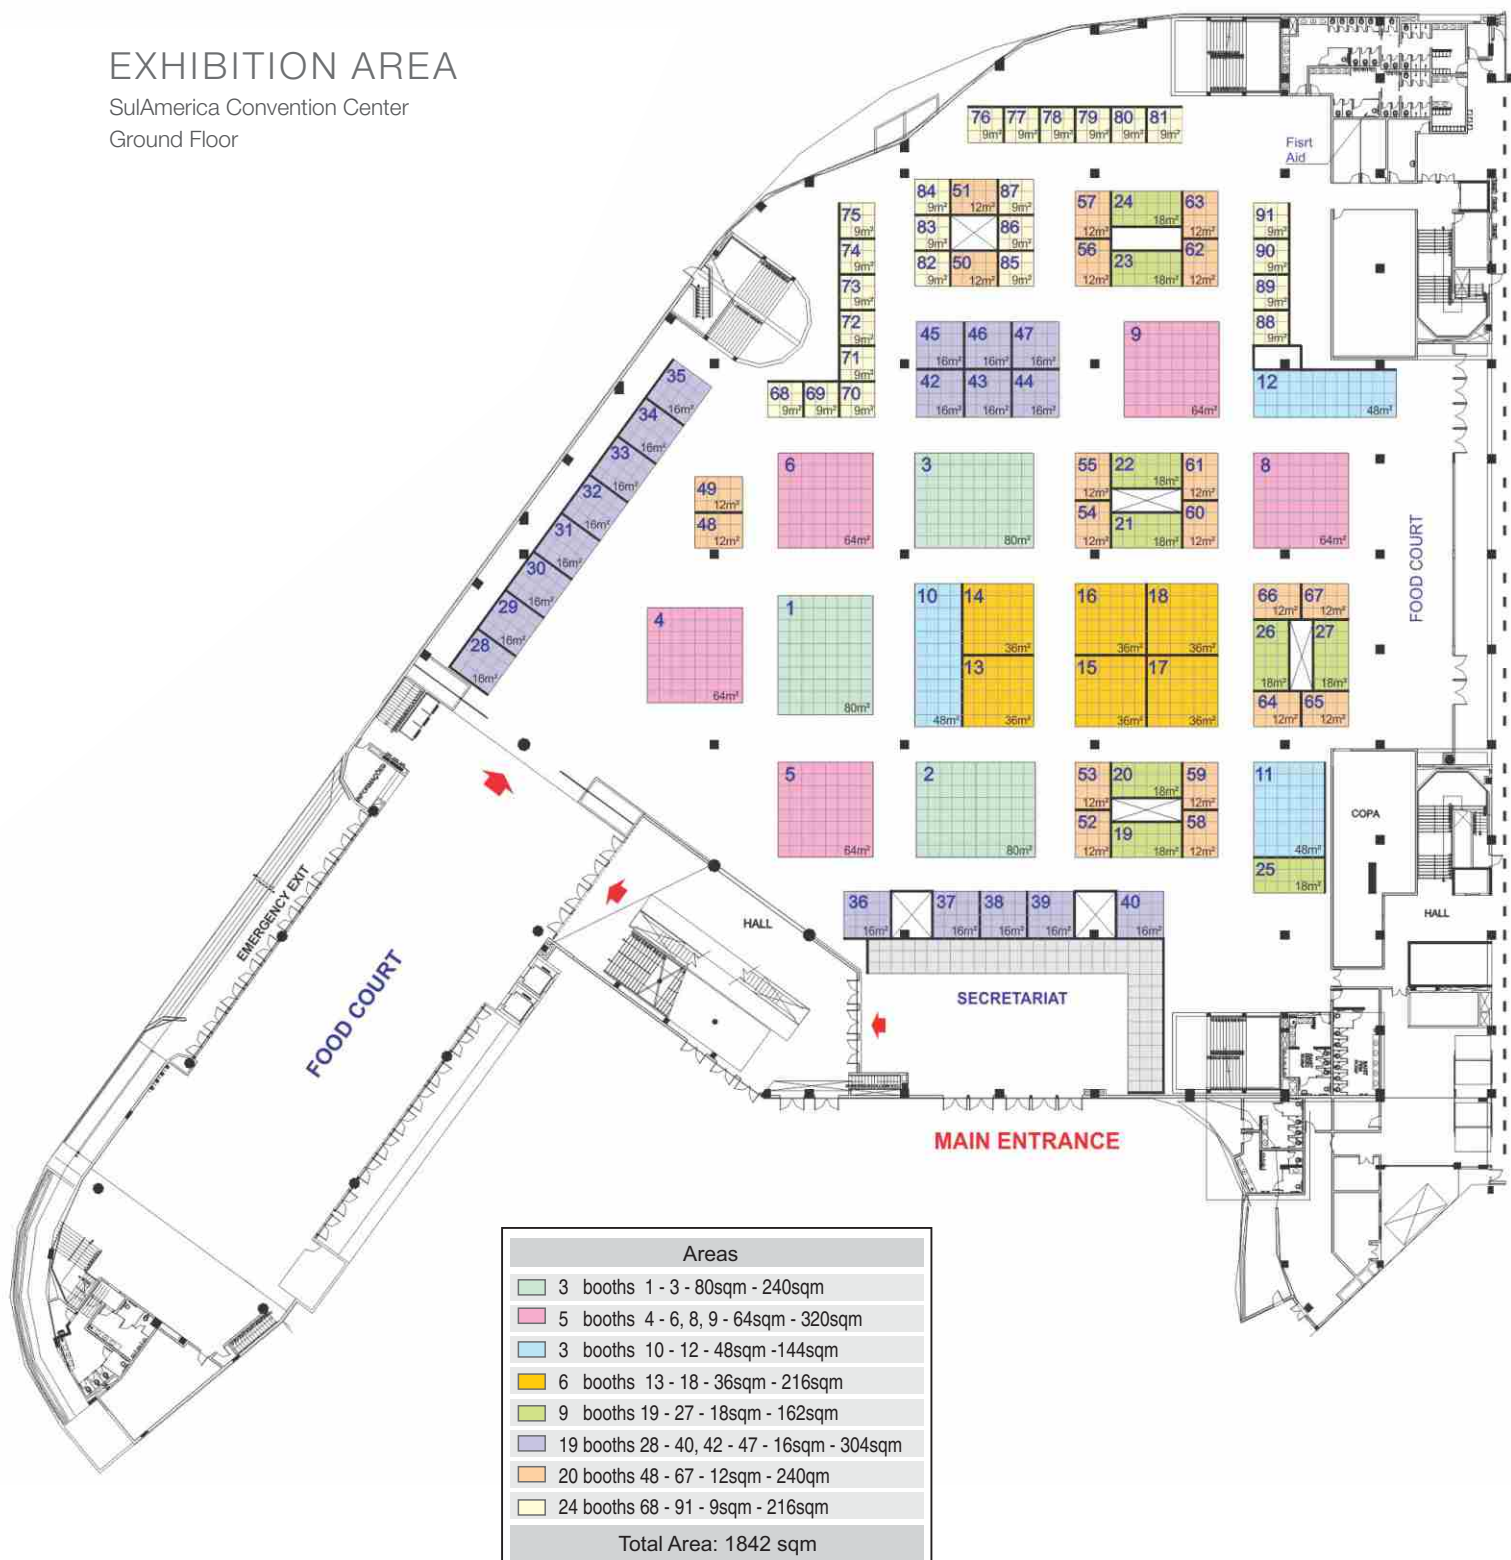 EXHIBITION AREA
SulAmerica Convention Center
Ground Floor
76 77 78 79 80 81
9m² 9m² 9m² 9m² 9m² 9m²
Fisrt
Aid
84 51 87
9m² 12m² 9m²
83 86
9m² 9m²
82 50 85
9m² 12m² 9m²
57 24 63
12m² 18m² 12m²
56 23 62
12m² 18m² 12m²
75
9m²
74
9m²
73
9m²
72
9m²
71
9m²
68 69 70
9m² 9m² 9m²
91
9m²
90
9m²
89
9m²
88
9m²
45 46 47
16m² 16m² 16m²
42 43 44
16m² 16m² 16m²
9
64m²
12
48m²
35
16m²
34
16m²
33
16m²
32
16m²
31
16m²
30
16m²
29
16m²
28
16m²
49
12m²
48
12m²
6
64m²
3
80m²
55 22 61
12m² 18m² 12m²
54 21 60
12m² 18m² 12m²
8
64m²
FOOD COURT
4
64m²
1
80m²
10 14
36m²
13
48m² 36m²
16 18
36m² 36m²
15 17
36m² 36m²
66 67
12m² 12m²
26 27
18m² 18m²
64 65
12m² 12m²
5
64m²
2
80m²
53 20 59
12m² 18m² 12m²
52 19 58
12m² 18m² 12m²
11
48m²
25
18m²
COPA
HALL
36 37 38 39 40
16m² 16m² 16m² 16m² 16m²
HALL
SECRETARIAT
EMERGENCY EXIT
FOOD COURT
MAIN ENTRANCE
Areas
3 booths 1 - 3 - 80sqm - 240sqm
5 booths 4 - 6, 8, 9 - 64sqm - 320sqm
3 booths 10 - 12 - 48sqm -144sqm
6 booths 13 - 18 - 36sqm - 216sqm
9 booths 19 - 27 - 18sqm - 162sqm
19 booths 28 - 40, 42 - 47 - 16sqm - 304sqm
20 booths 48 - 67 - 12sqm - 240qm
24 booths 68 - 91 - 9sqm - 216sqm
Total Area: 1842 sqm